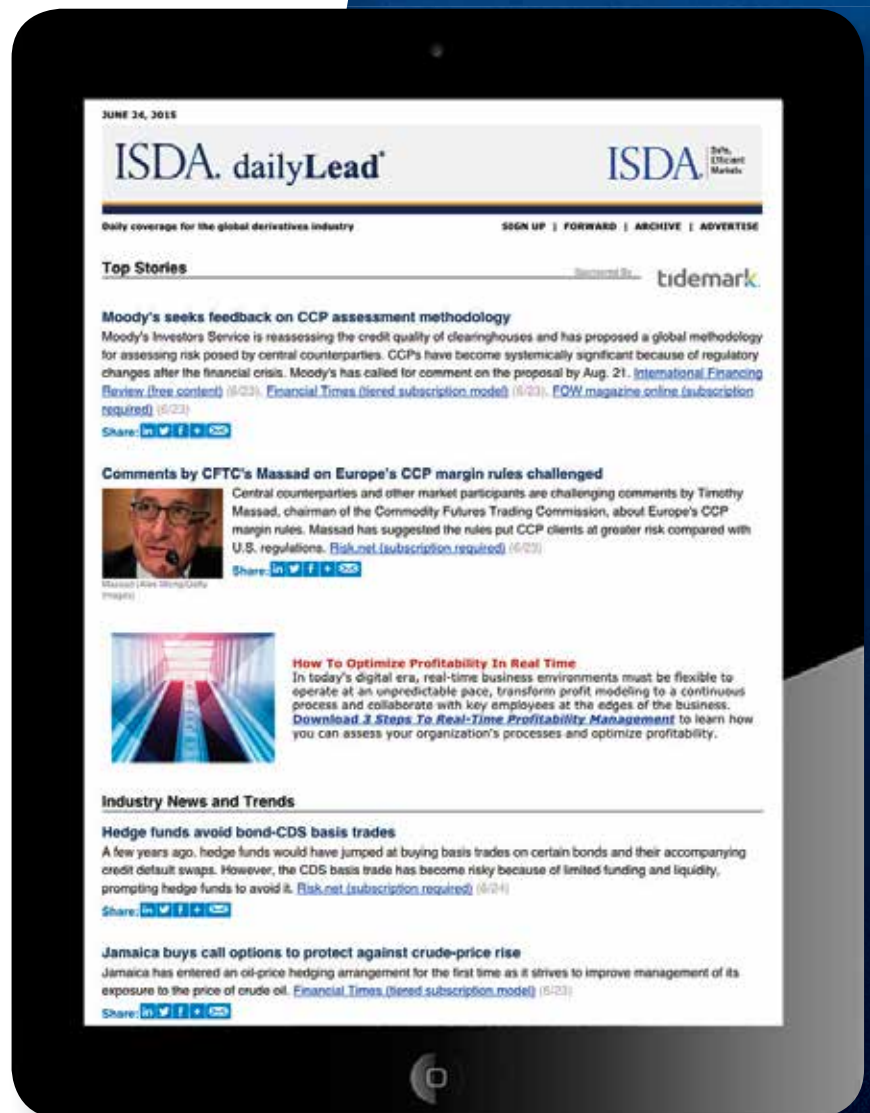 JUNE 24, 2015
ISDA. dailyLead®
ISDA. Safe, Efficient Markets
Daily coverage for the global derivatives industry
SIGN UP | FORWARD | ARCHIVE | ADVERTISE
Top Stories
Sponsored By
tidemark.
Moody's seeks feedback on CCP assessment methodology
Moody's Investors Service is reassessing the credit quality of clearinghouses and has proposed a global methodology
for assessing risk posed by central counterparties. CCPs have become systemically significant because of regulatory
changes after the financial crisis. Moody's has called for comment on the proposal by Aug. 21. International Financing
Review (free content) (6/23), Financial Times (tiered subscription model) (6/23), FOW magazine online (subscription
required) (6/23)
Share:
Comments by CFTC's Massad on Europe's CCP margin rules challenged
Central counterparties and other market participants are challenging comments by Timothy
Massad, chairman of the Commodity Futures Trading Commission, about Europe's CCP
margin rules. Massad has suggested the rules put CCP clients at greater risk compared with
U.S. regulations. Risk.net (subscription required) (6/23)
Share:
Massad (Alex Wong/Getty
Images)
How To Optimize Profitability In Real Time
In today's digital era, real-time business environments must be flexible to
operate at an unpredictable pace, transform profit modeling to a continuous
process and collaborate with key employees at the edges of the business.
Download 3 Steps To Real-Time Profitability Management to learn how
you can assess your organization's processes and optimize profitability.
Industry News and Trends
Hedge funds avoid bond-CDS basis trades
A few years ago, hedge funds would have jumped at buying basis trades on certain bonds and their accompanying
credit default swaps. However, the CDS basis trade has become risky because of limited funding and liquidity,
prompting hedge funds to avoid it. Risk.net (subscription required) (6/24)
Share:
Jamaica buys call options to protect against crude-price rise
Jamaica has entered an oil-price hedging arrangement for the first time as it strives to improve management of its
exposure to the price of crude oil. Financial Times (tiered subscription model) (6/23)
Share: